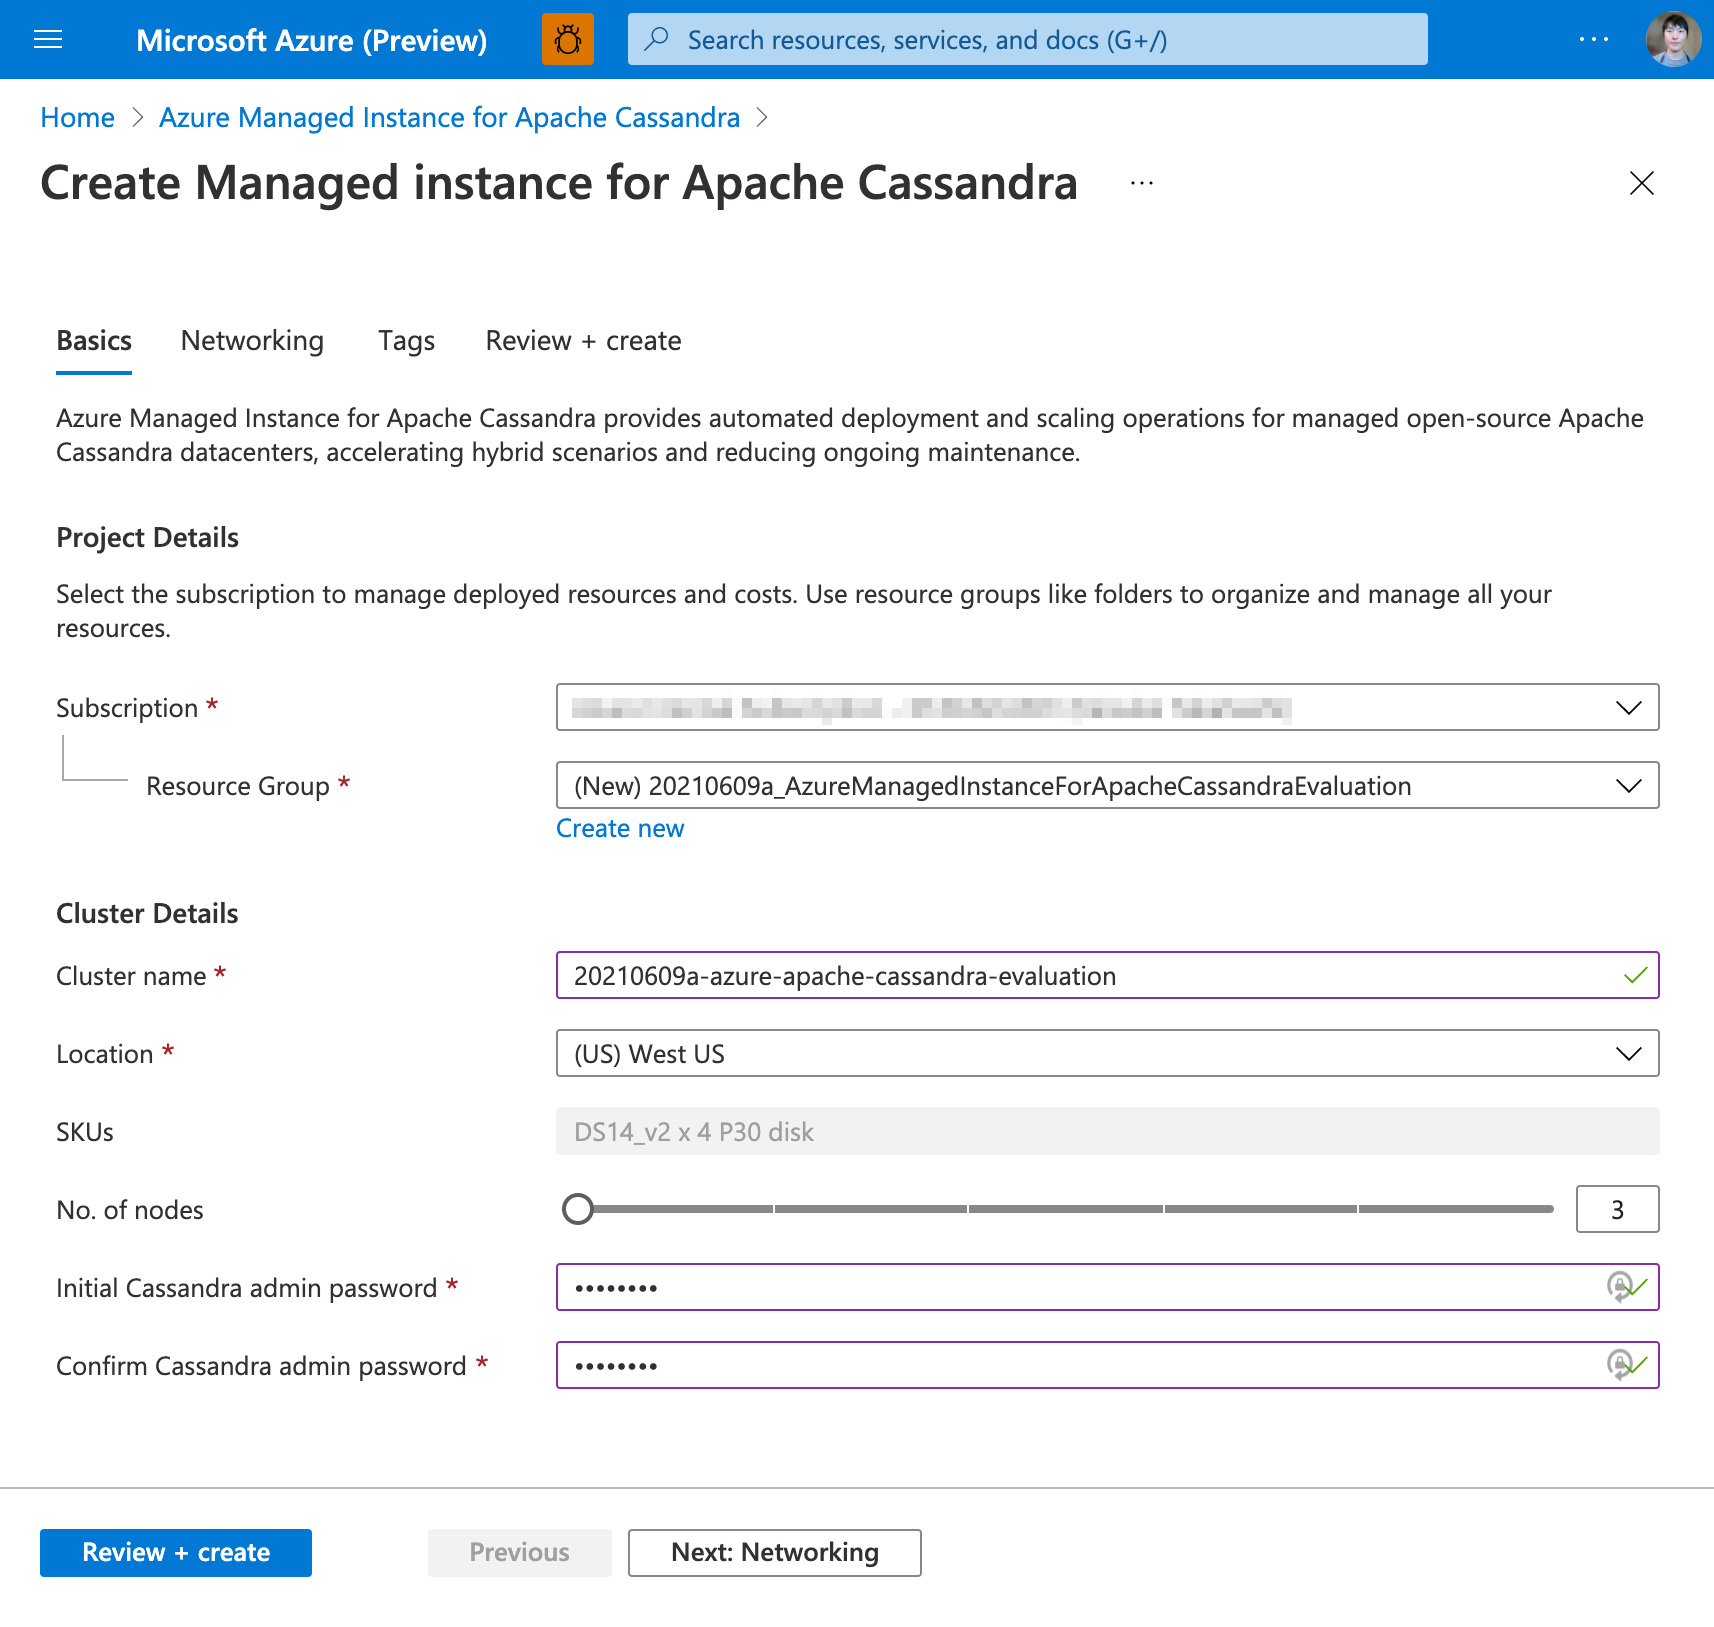 Microsoft Azure (Preview)
Search resources, services, and docs (G+/)
Home > Azure Managed Instance for Apache Cassandra >
Create Managed instance for Apache Cassandra ...
Basics Networking Tags Review + create
Azure Managed Instance for Apache Cassandra provides automated deployment and scaling operations for managed open-source Apache
Cassandra datacenters, accelerating hybrid scenarios and reducing ongoing maintenance.
Project Details
Select the subscription to manage deployed resources and costs. Use resource groups like folders to organize and manage all your
resources.
Subscription *
Resource Group * (New) 20210609a_AzureManagedInstanceForApacheCassandraEvaluation
Create new
Cluster Details
Cluster name * 20210609a-azure-apache-cassandra-evaluation
Location * (US) West US
SKUs DS14_v2 x 4 P30 disk
No. of nodes 3
Initial Cassandra admin password * ••••••••
Confirm Cassandra admin password * ••••••••
Review + create Previous Next: Networking